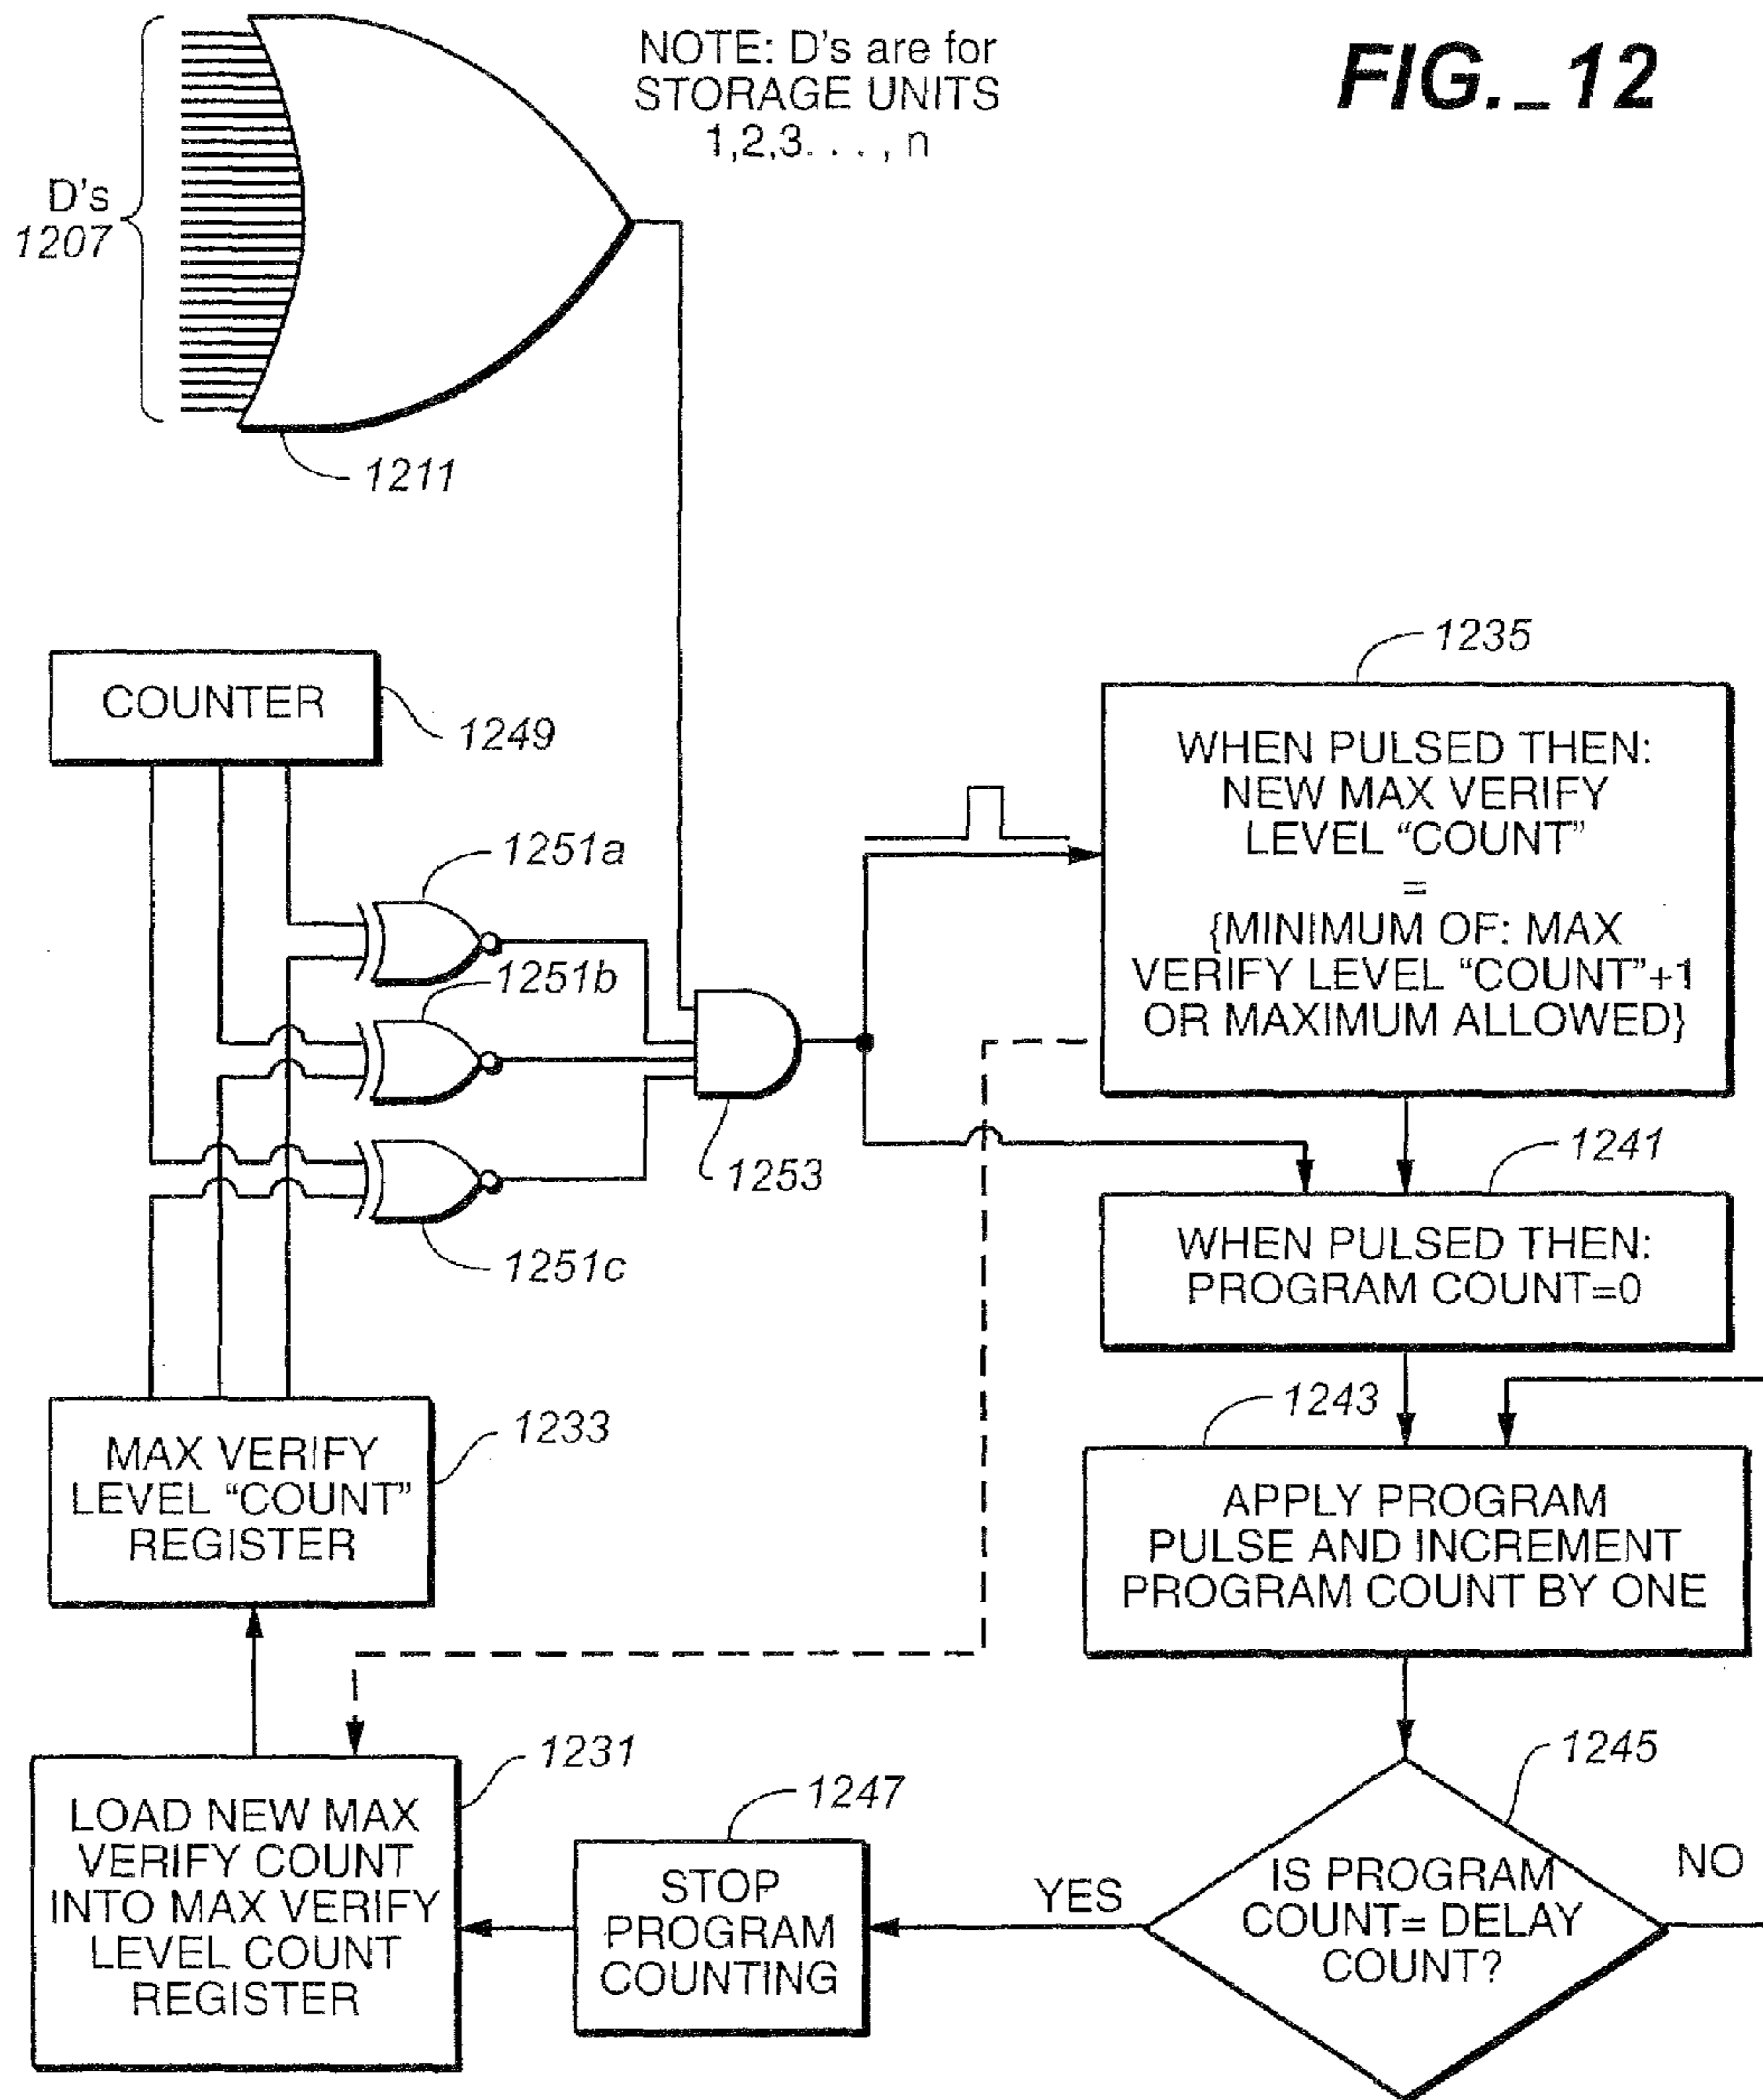 FIG._12
NOTE: D's are for
STORAGE UNITS
1,2,3. . . , n
D's
1207
1211
COUNTER
1249
1251a
1251b
1251c
1253
1235
WHEN PULSED THEN:
NEW MAX VERIFY
LEVEL “COUNT”
=
{MINIMUM OF: MAX
VERIFY LEVEL “COUNT”+1
OR MAXIMUM ALLOWED}
1241
WHEN PULSED THEN:
PROGRAM COUNT=0
1233
MAX VERIFY
LEVEL “COUNT”
REGISTER
1243
APPLY PROGRAM
PULSE AND INCREMENT
PROGRAM COUNT BY ONE
1231
LOAD NEW MAX
VERIFY COUNT
INTO MAX VERIFY
LEVEL COUNT
REGISTER
1247
STOP
PROGRAM
COUNTING
YES
1245
IS PROGRAM
COUNT= DELAY
COUNT?
NO